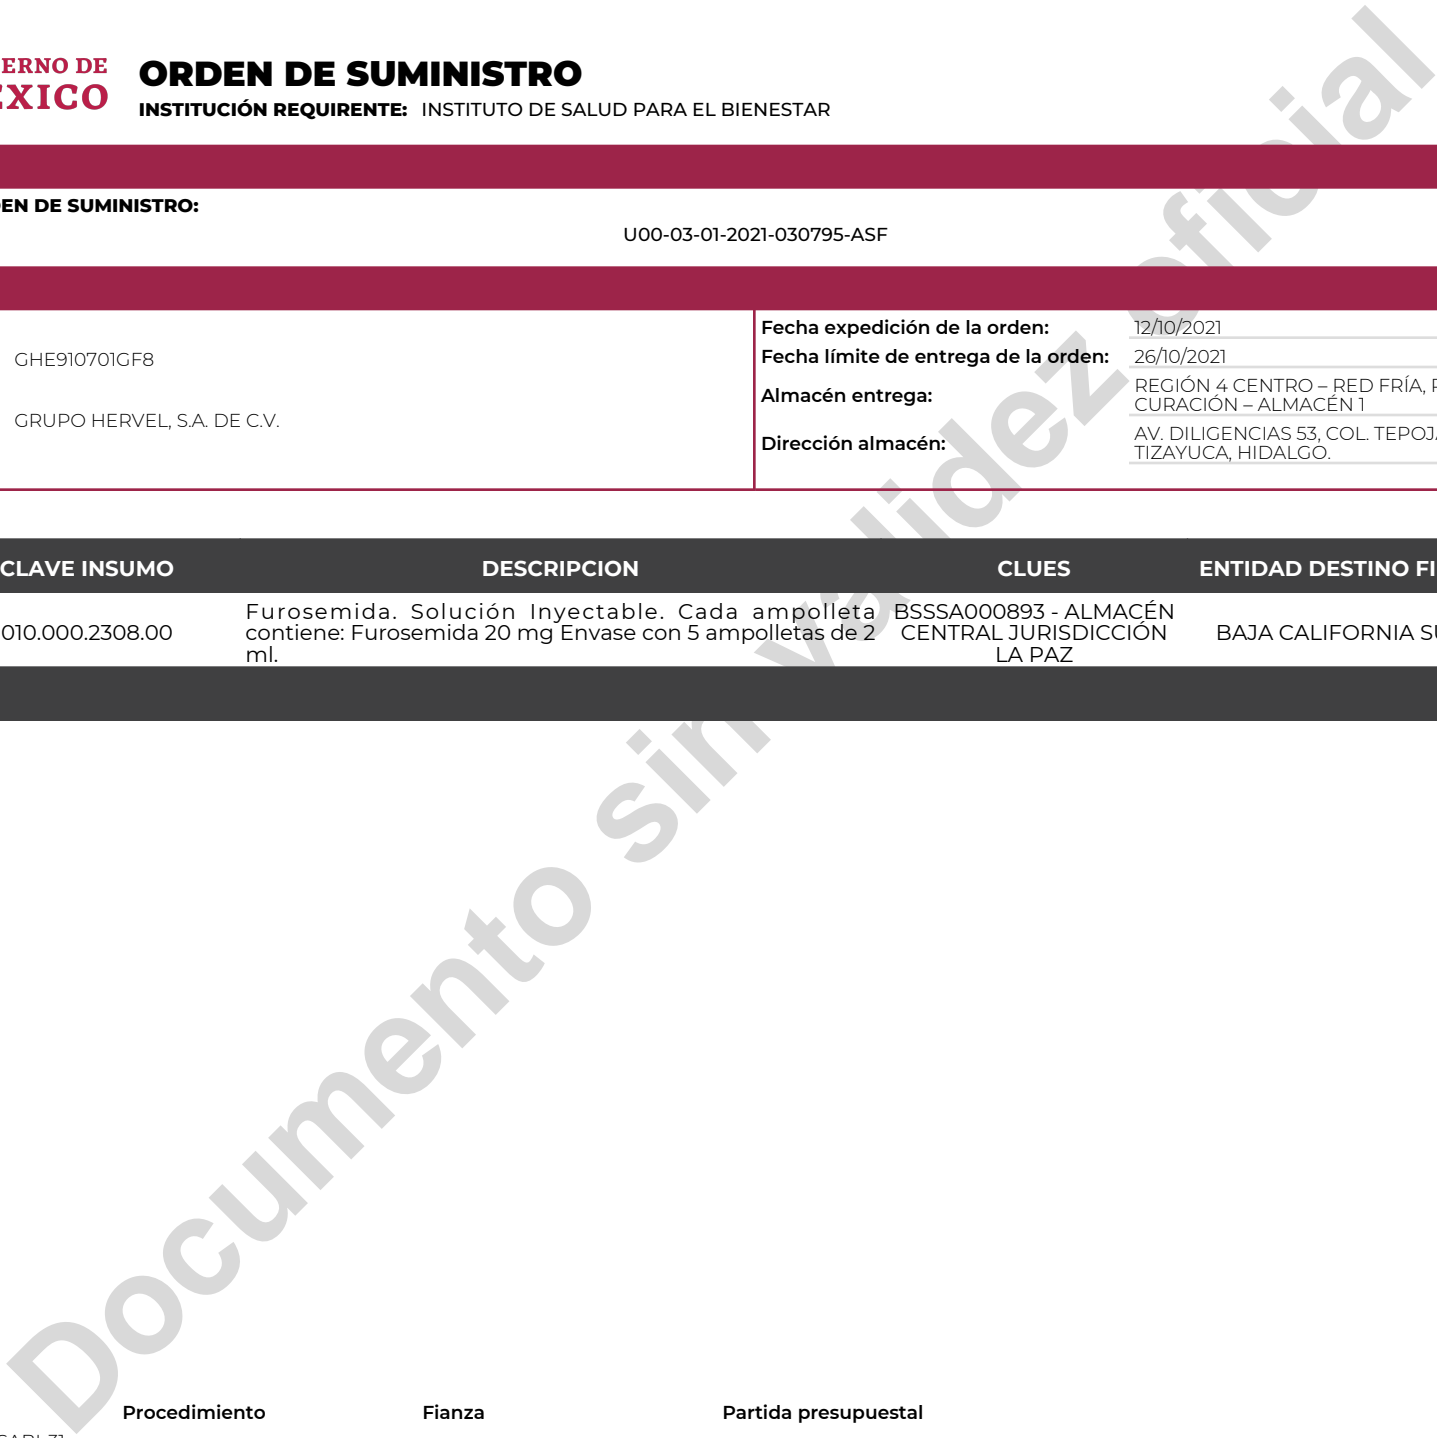 ERNO DE
EXICO
ORDEN DE SUMINISTRO
INSTITUCIÓN REQUIRENTE: INSTITUTO DE SALUD PARA EL BIENESTAR
EN DE SUMINISTRO:
U00-03-01-2021-030795-ASF
GHE910701GF8
GRUPO HERVEL, S.A. DE C.V.
Fecha expedición de la orden: 12/10/2021
Fecha límite de entrega de la orden: 26/10/2021
Almacén entrega: REGIÓN 4 CENTRO – RED FRÍA,
CURACIÓN – ALMACÉN 1
Dirección almacén: AV. DILIGENCIAS 53, COL. TEPOJ
TIZAYUCA, HIDALGO.
CLAVE INSUMO DESCRIPCION CLUES ENTIDAD DESTINO FI
010.000.2308.00
Furosemida. Solución Inyectable. Cada ampolleta
contiene: Furosemida 20 mg Envase con 5 ampolletas de 2
ml.
BSSSA000893 - ALMACÉN
CENTRAL JURISDICCIÓN
LA PAZ
BAJA CALIFORNIA S
Documento sin validez oficial
Procedimiento Fianza Partida presupuestal